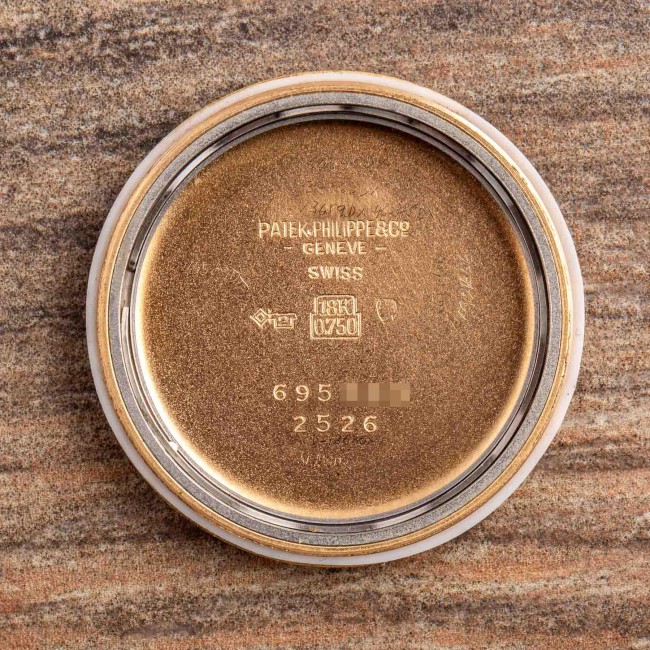 PATEK, PHILIPPE & Cº
- GENEVE -
SWISS
18K
0.750
695
2526